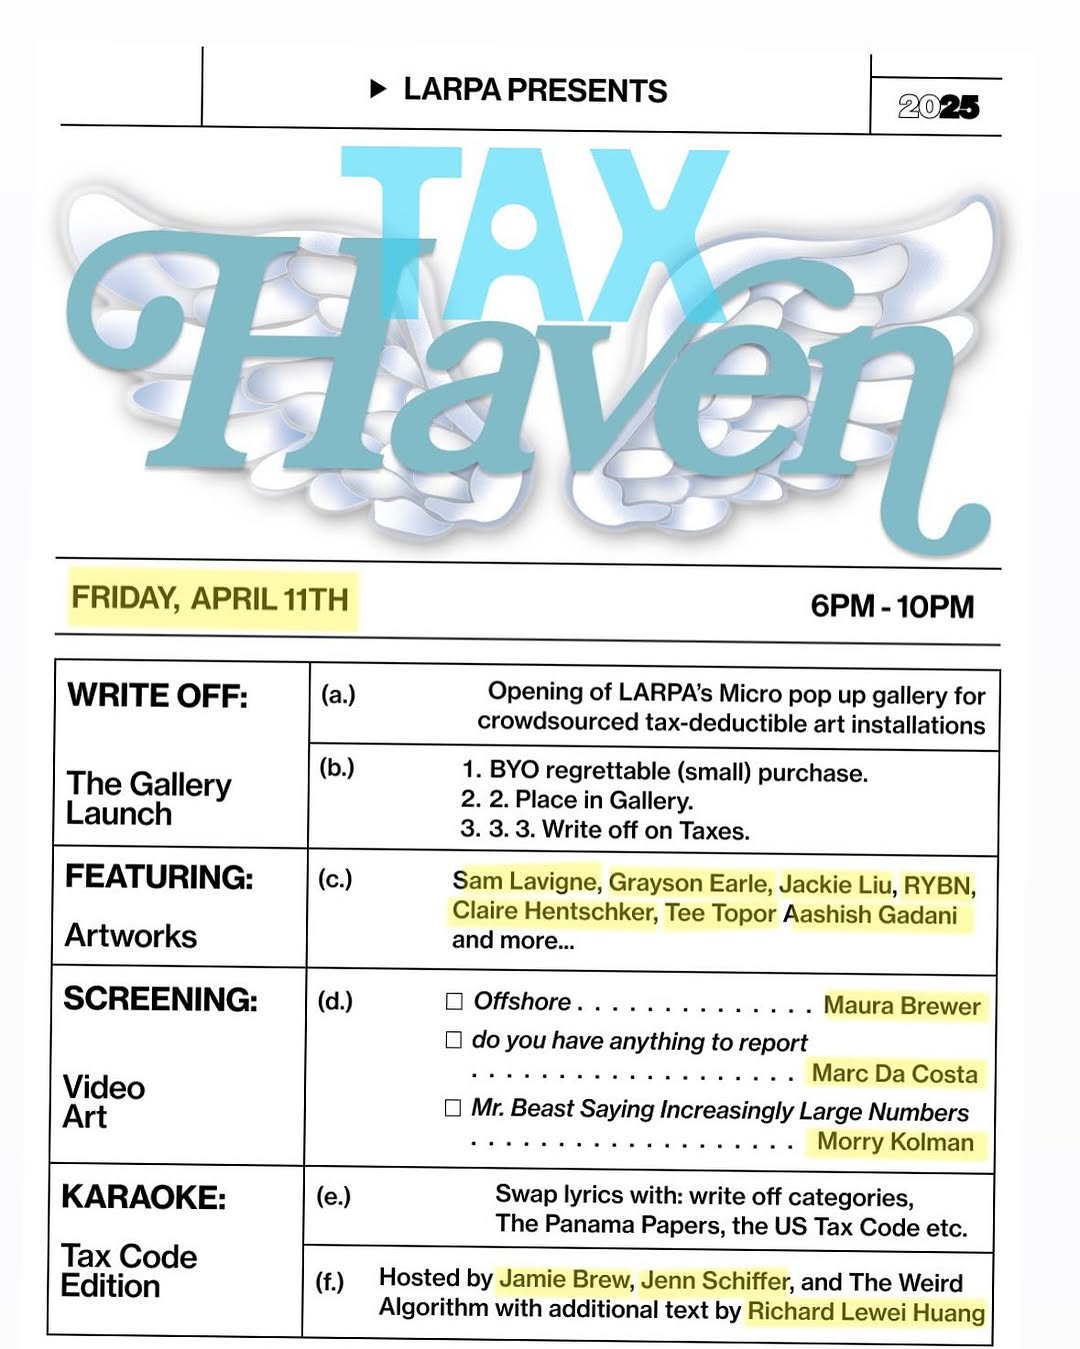 ▶ LARPA PRESENTS
2025
TAX
Haven
FRIDAY, APRIL 11TH
6PM - 10PM
WRITE OFF:
The Gallery
Launch
(a.)
Opening of LARPA's Micro pop up gallery for
crowdsourced tax-deductible art installations
(b.)
1. BYO regrettable (small) purchase.
2. 2. Place in Gallery.
3. 3. 3. Write off on Taxes.
FEATURING:
Artworks
(c.)
Sam Lavigne, Grayson Earle, Jackie Liu, RYBN,
Claire Hentschker, Tee Topor Aashish Gadani
and more...
SCREENING:
Video
Art
(d.)
☐ Offshore . . . . . . . . . . . . . . Maura Brewer
☐ do you have anything to report
. . . . . . . . . . . . . . . . . . . Marc Da Costa
☐ Mr. Beast Saying Increasingly Large Numbers
. . . . . . . . . . . . . . . . . . . Morry Kolman
KARAOKE:
Tax Code
Edition
(e.)
Swap lyrics with: write off categories,
The Panama Papers, the US Tax Code etc.
(f.)
Hosted by Jamie Brew, Jenn Schiffer, and The Weird
Algorithm with additional text by Richard Lewei Huang